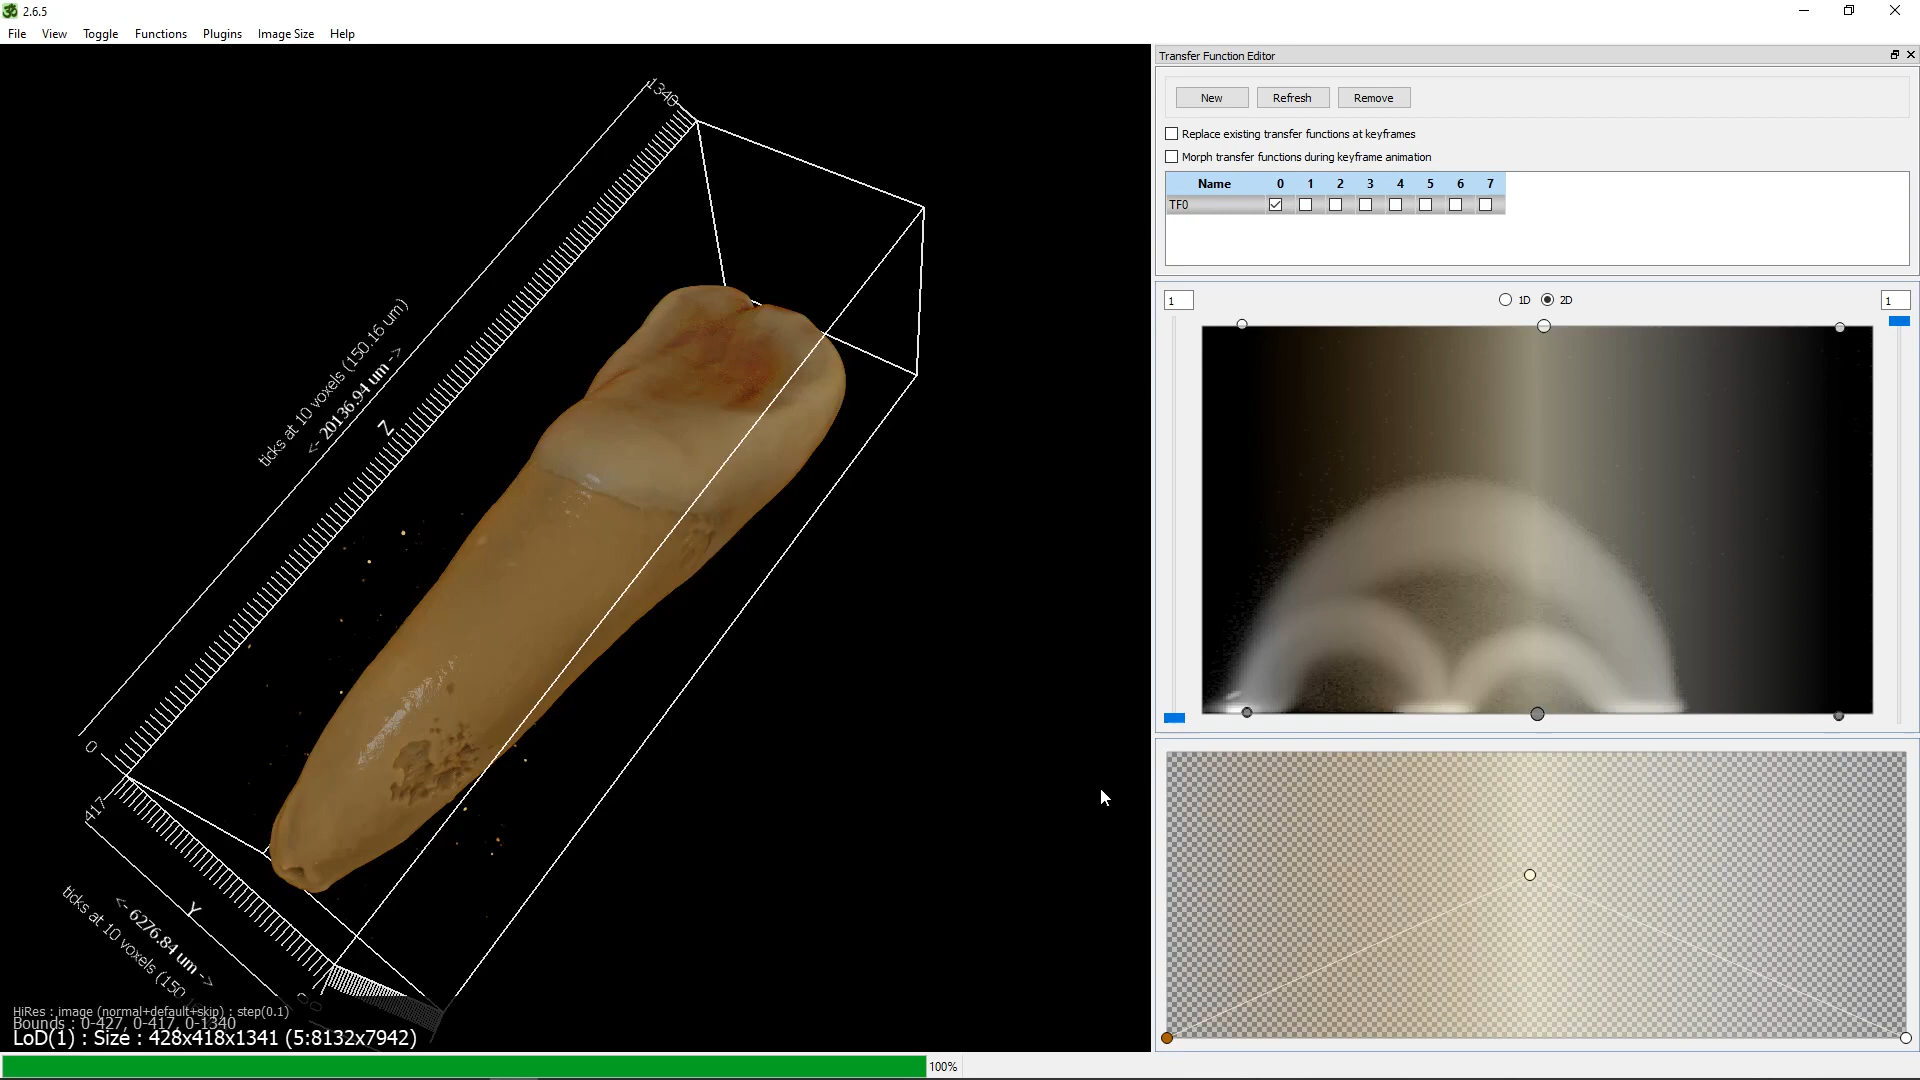 2.6.5
File View Toggle Functions Plugins Image Size Help
Transfer Function Editor
New Refresh Remove
Replace existing transfer functions at keyframes
Morph transfer functions during keyframe animation
Name 0 1 2 3 4 5 6 7
TF0
1 1D 2D 1
1340
ticks at 10 voxels (150.16 um)
<- 20136.94 um ->
Z
0
417
Y
<- 6276.84 um ->
ticks at 10 voxels (150
0
HiRes : image (normal+default+skip) : step(0.1)
Bounds : 0-427, 0-417, 0-1340
LoD(1) : Size : 428x418x1341 (5:8132x7942)
100%